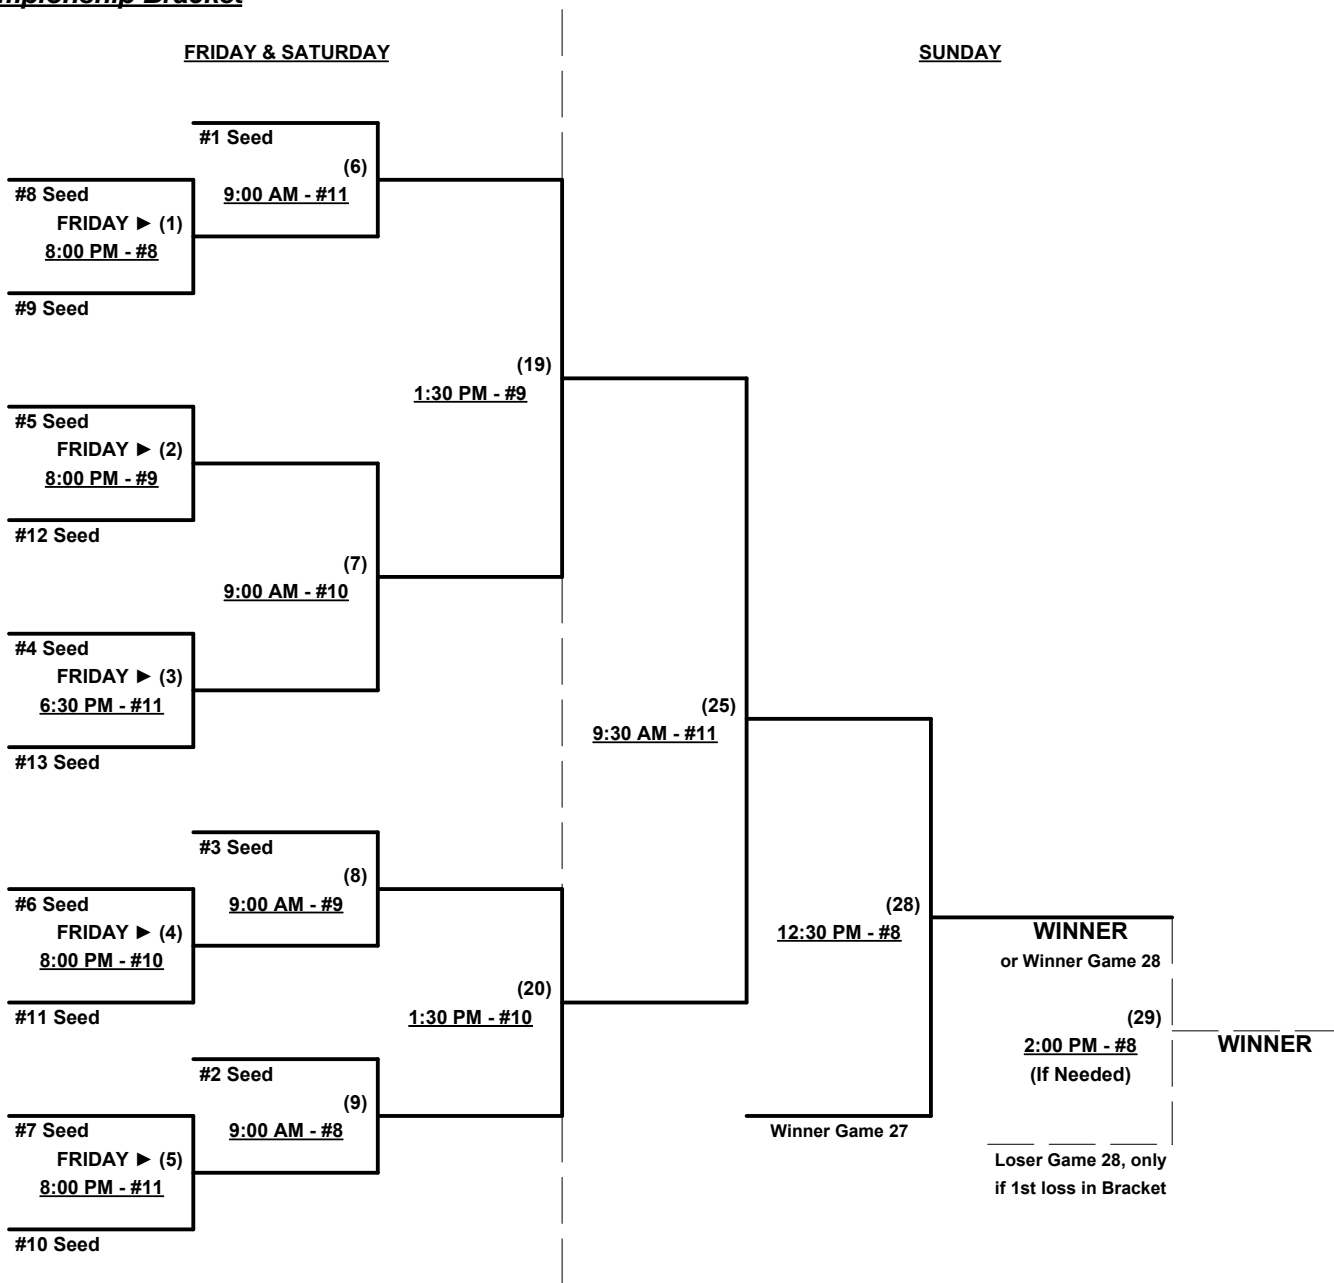 FRIDAY & SATURDAY
SUNDAY
#1 Seed
(6)
9:00 AM - #11
#8 Seed
FRIDAY ► (1)
8:00 PM - #8
#9 Seed
(19)
1:30 PM - #9
#5 Seed
FRIDAY ► (2)
8:00 PM - #9
#12 Seed
(7)
9:00 AM - #10
#4 Seed
FRIDAY ► (3)
6:30 PM - #11
#13 Seed
(25)
9:30 AM - #11
#3 Seed
(8)
9:00 AM - #9
#6 Seed
FRIDAY ► (4)
8:00 PM - #10
#11 Seed
(28)
12:30 PM - #8
WINNER
or Winner Game 28
(20)
1:30 PM - #10
(29)
2:00 PM - #8
(If Needed)
WINNER
#2 Seed
(9)
9:00 AM - #8
#7 Seed
FRIDAY ► (5)
8:00 PM - #11
#10 Seed
Winner Game 27
Loser Game 28, only
if 1st loss in Bracket